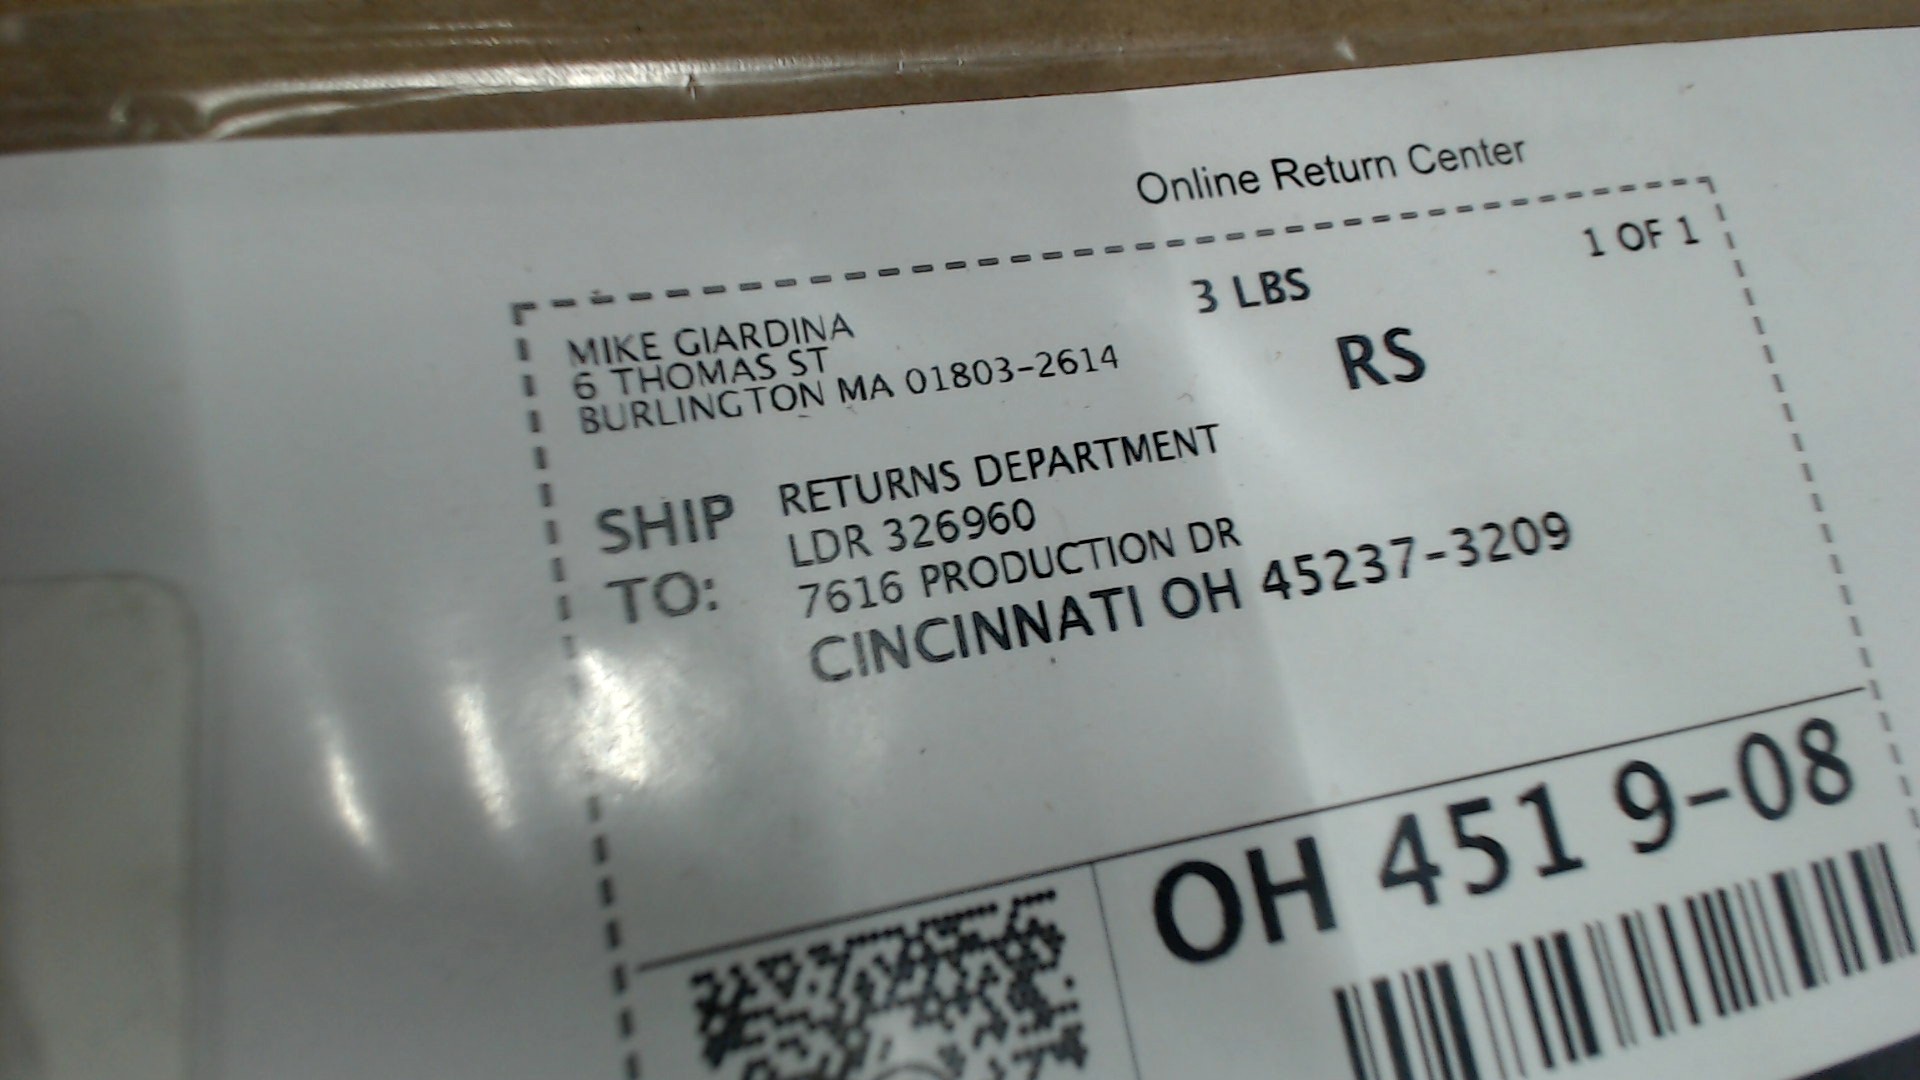 Online Return Center
1 OF 1
3 LBS
RS
MIKE GIARDINA
6 THOMAS ST
BURLINGTON MA 01803-2614
SHIP TO:
RETURNS DEPARTMENT
LDR 326960
7616 PRODUCTION DR
CINCINNATI OH 45237-3209
OH 451 9-08